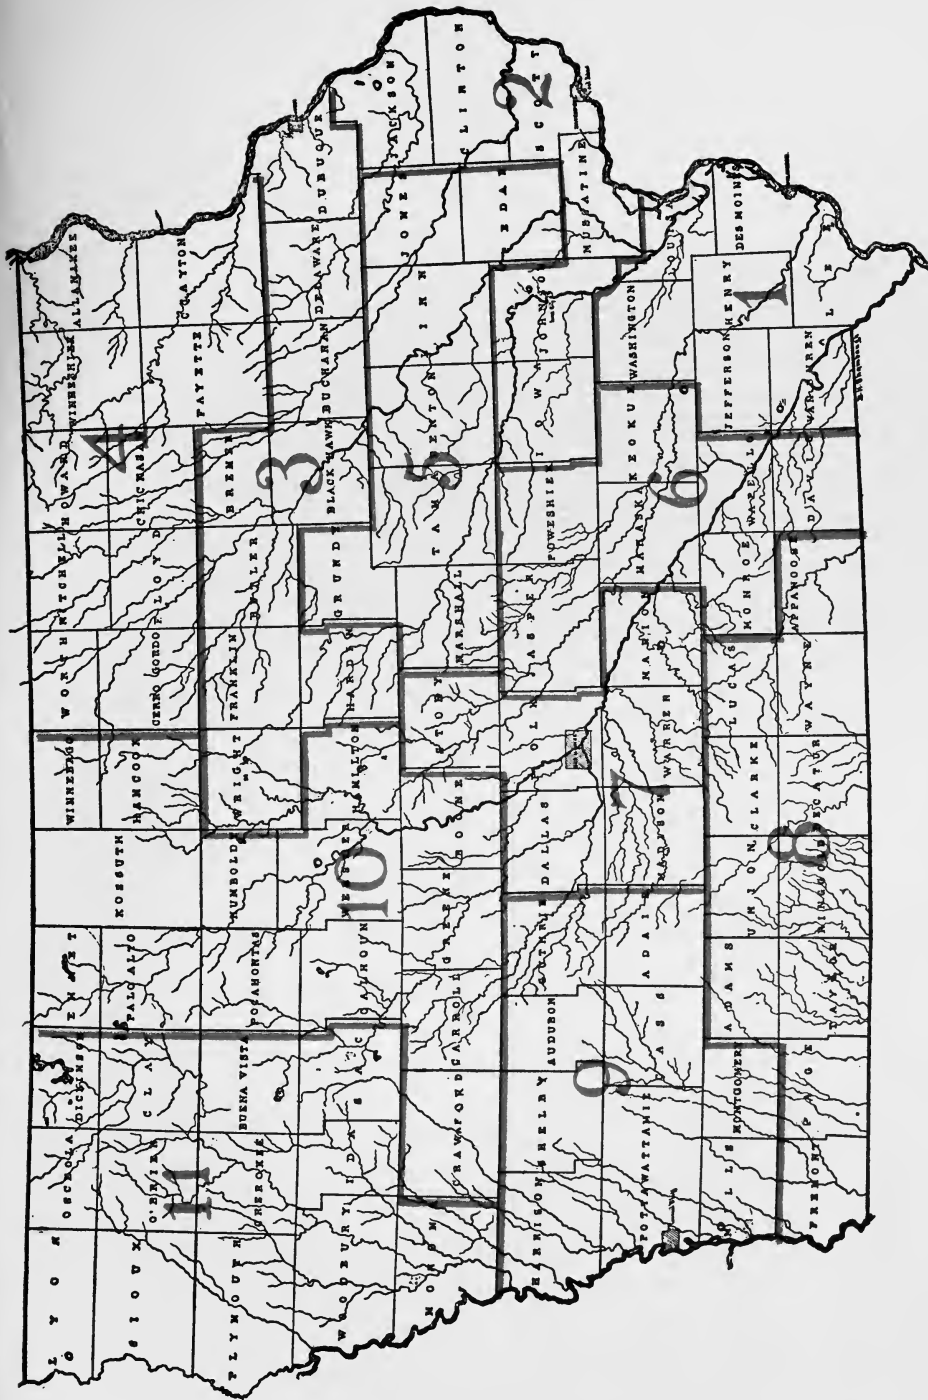 LYON
OSCEOLA
DICKINSON
EMMET
KOSSUTH
WINNEBAGO
WORTH
MITCHELL
HOWARD
WINNESHIEK
ALLAMAKEE
SIOUX
O'BRIEN
CLAY
PALO ALTO
HANCOCK
CERRO GORDO
FLOYD
CHICKASAW
4
FAYETTE
CLAYTON
PLYMOUTH
CHEROKEE
11
BUENA VISTA
POCAHONTAS
HUMBOLDT
WRIGHT
FRANKLIN
BUTLER
BREMER
3
WOODBURY
IDA
SAC
CALHOUN
WEBSTER
10
HAMILTON
HARDIN
GRUNDY
BLACK HAWK
BUCHANAN
DELAWARE
DUBUQUE
MONONA
CRAWFORD
CARROLL
GREENE
BOONE
STORY
MARSHALL
TAMA
5
BENTON
LINN
JONES
JACKSON
HARRISON
SHELBY
AUDUBON
GUTHRIE
DALLAS
POLK
JASPER
POWESHIEK
IOWA
JOHNSON
CEDAR
CLINTON
SCOTT
2
MUSCATINE
POTTAWATTAMIE
9
CASS
ADAIR
MADISON
7
WARREN
MARION
MAHASKA
6
KEOKUK
WASHINGTON
LOUISA
MILLS
MONTGOMERY
ADAMS
UNION
CLARKE
LUCAS
MONROE
WAPELLO
JEFFERSON
HENRY
1
DES MOINES
FREMONT
PAGE
TAYLOR
RINGGOLD
8
DECATUR
WAYNE
APPANOOSE
DAVIS
VAN BUREN
LEE